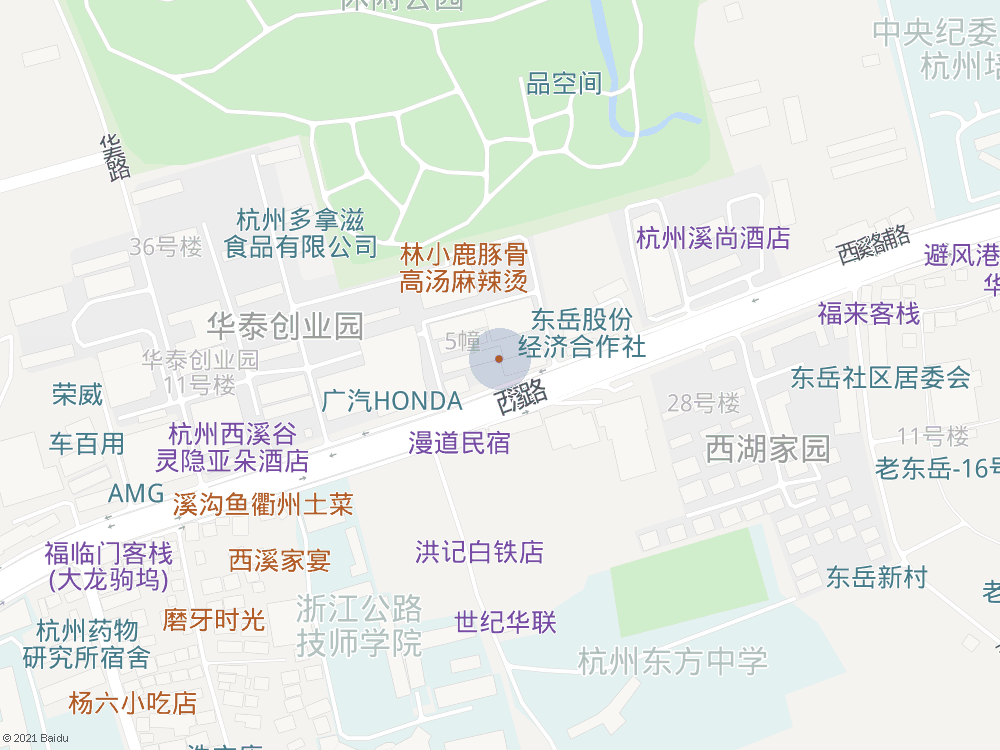 休闲公园
中央纪委
杭州培
品空间
华泰路
杭州多拿滋
食品有限公司
36号楼
林小鹿豚骨
高汤麻辣烫
杭州溪尚酒店
西溪路辅路
避风港
华
福来客栈
华泰创业园
5幢
东岳股份
经济合作社
华泰创业园
11号楼
荣威
广汽HONDA
西溪路
东岳社区居委会
28号楼
11号楼
车百用
杭州西溪谷
灵隐亚朵酒店
漫道民宿
西湖家园
老东岳-16号
AMG
溪沟鱼衢州土菜
福临门客栈
(大龙驹坞)
西溪家宴
洪记白铁店
东岳新村
老
磨牙时光
浙江公路
技师学院
世纪华联
杭州药物
研究所宿舍
杭州东方中学
杨六小吃店
© 2021 Baidu